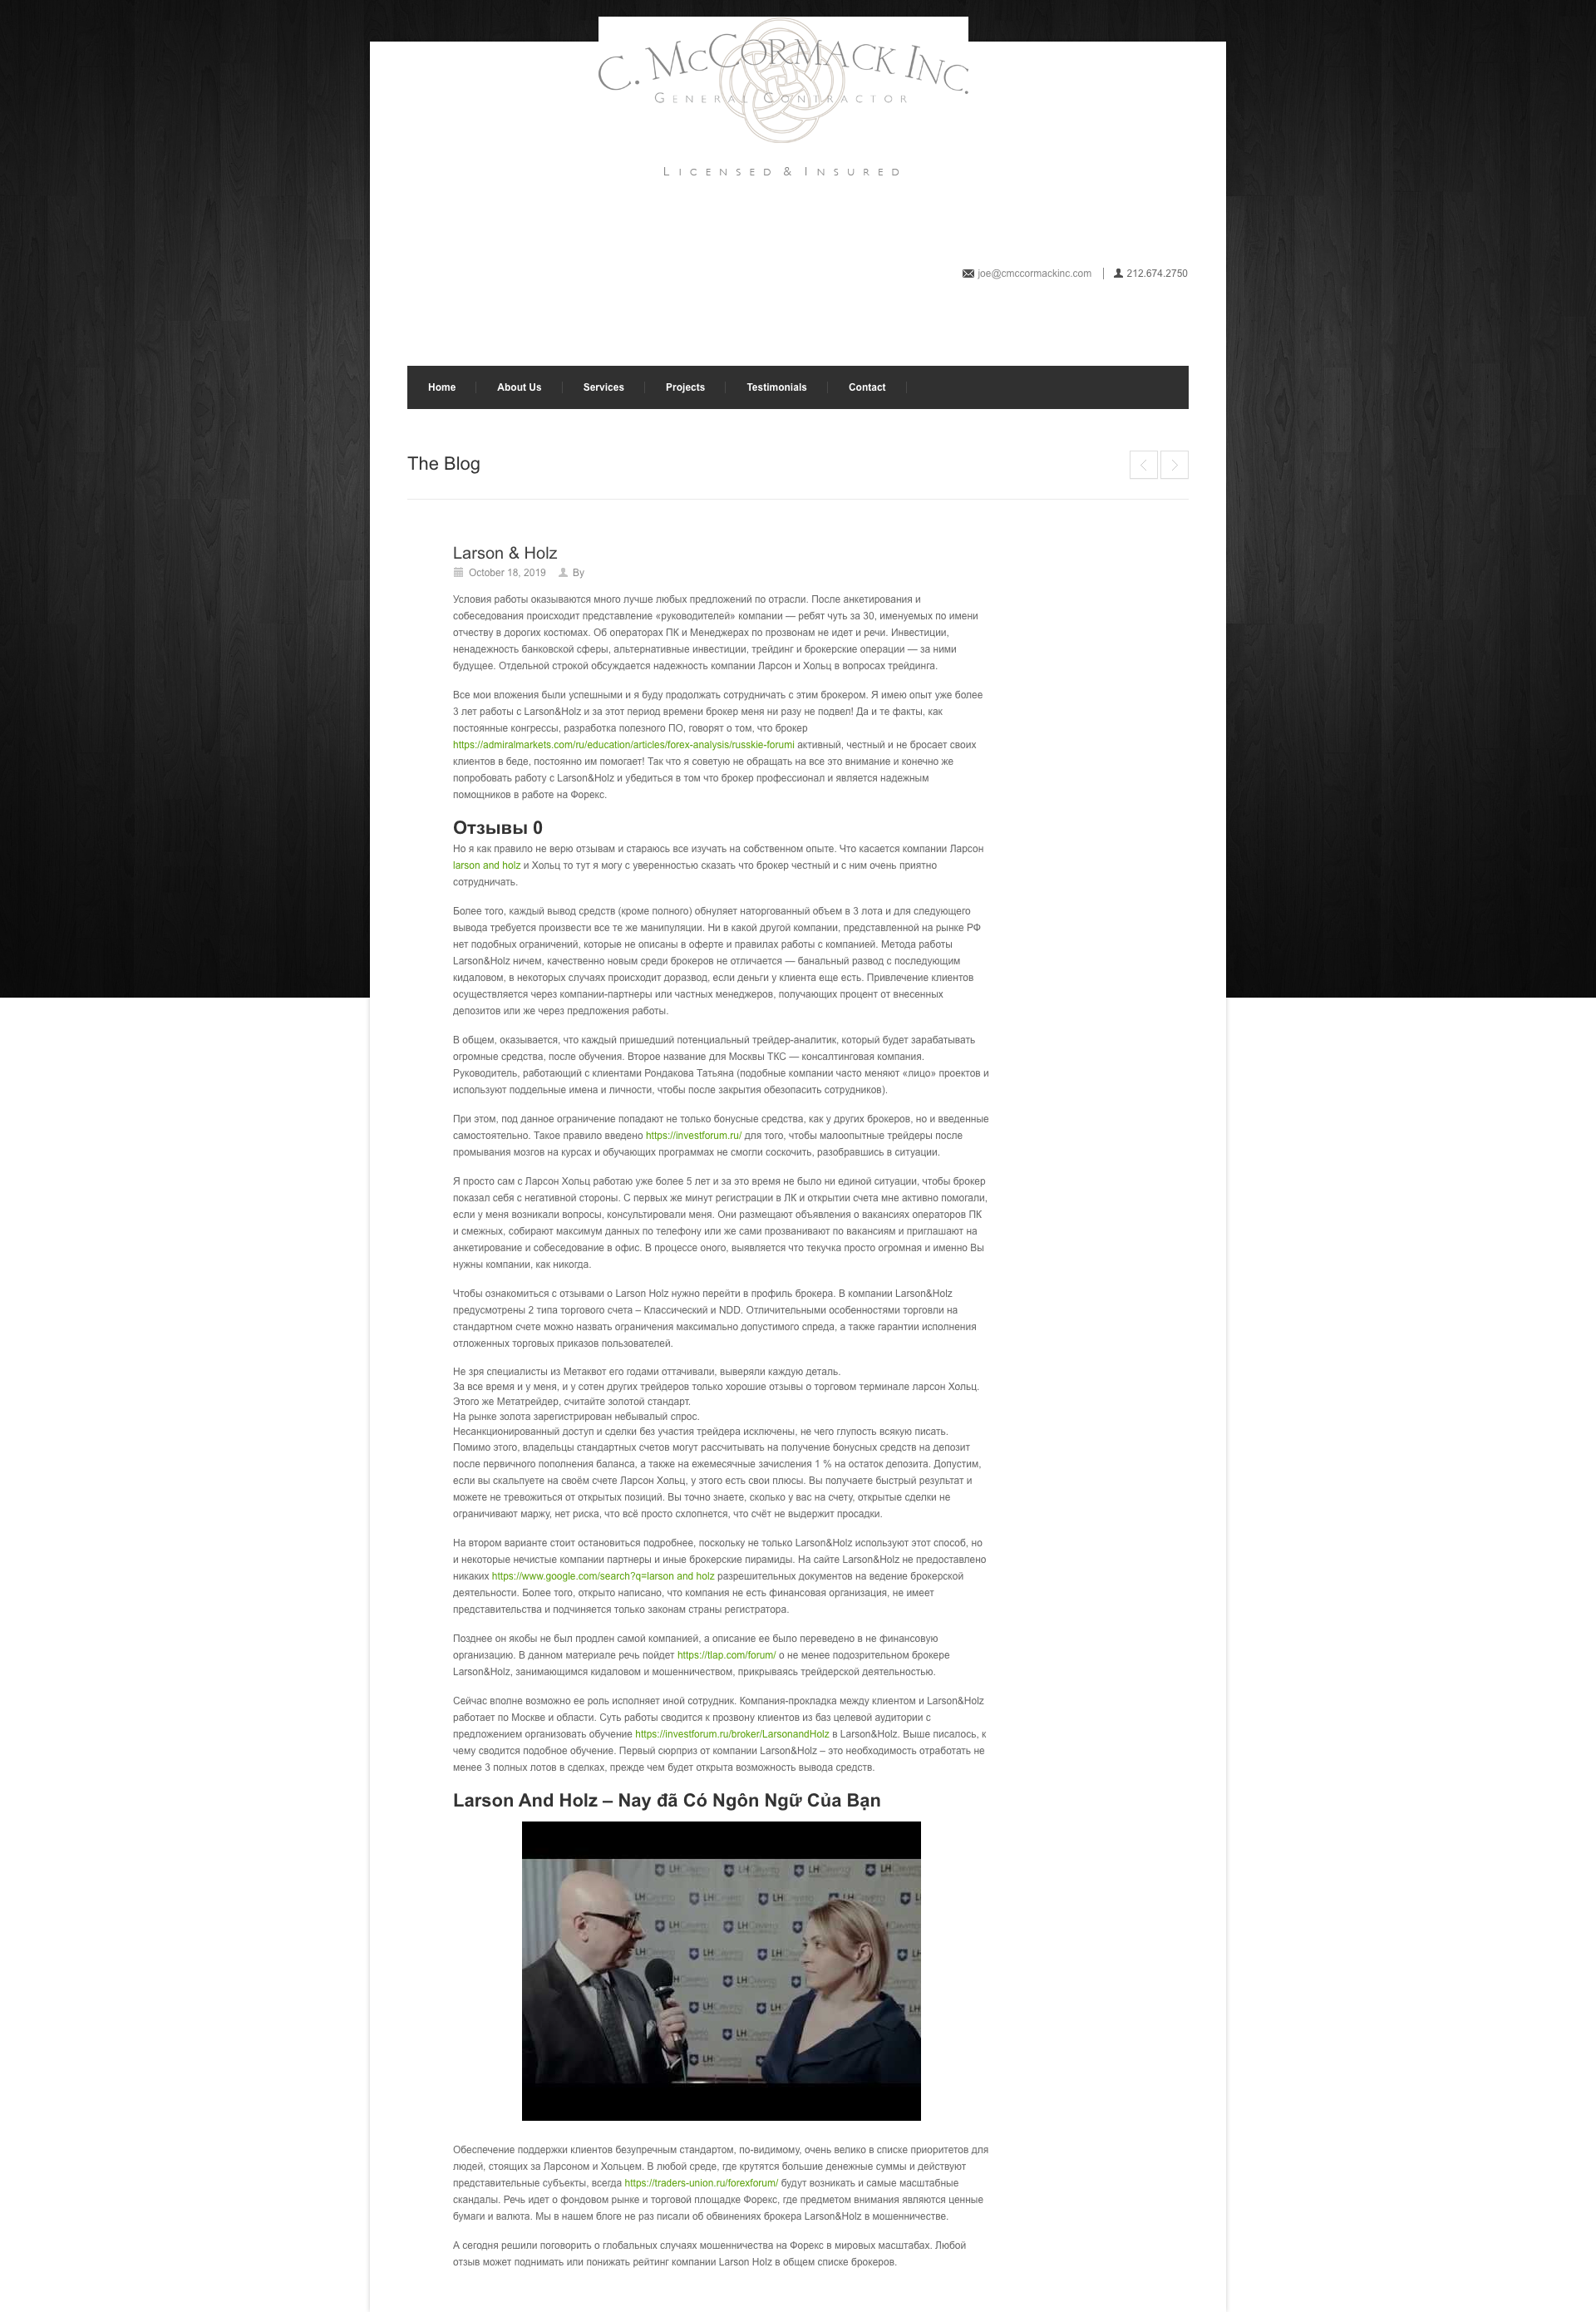 C. McCormack Inc.
General Contractor
Licensed & Insured
joe@cmccormackinc.com
212.674.2750
Home About Us Services Projects Testimonials Contact
The Blog
Larson & Holz
October 18, 2019 By
Условия работы оказываются много лучше любых предложений по отрасли. После анкетирования и
собеседования происходит представление «руководителей» компании — ребят чуть за 30, именуемых по имени
отчеству в дорогих костюмах. Об операторах ПК и Менеджерах по прозвонам не идет и речи. Инвестиции,
ненадежность банковской сферы, альтернативные инвестиции, трейдинг и брокерские операции — за ними
будущее. Отдельной строкой обсуждается надежность компании Ларсон и Хольц в вопросах трейдинга.
Все мои вложения были успешными и я буду продолжать сотрудничать с этим брокером. Я имею опыт уже более
3 лет работы с Larson&Holz и за этот период времени брокер меня ни разу не подвел! Да и те факты, как
постоянные конгрессы, разработка полезного ПО, говорят о том, что брокер
https://admiralmarkets.com/ru/education/articles/forex-analysis/russkie-forumi активный, честный и не бросает своих
клиентов в беде, постоянно им помогает! Так что я советую не обращать на все это внимание и конечно же
попробовать работу с Larson&Holz и убедиться в том что брокер профессионал и является надежным
помощников в работе на Форекс.
Отзывы 0
Но я как правило не верю отзывам и стараюсь все изучать на собственном опыте. Что касается компании Ларсон
larson and holz и Хольц то тут я могу с уверенностью сказать что брокер честный и с ним очень приятно
сотрудничать.
Более того, каждый вывод средств (кроме полного) обнуляет наторгованный объем в 3 лота и для следующего
вывода требуется произвести все те же манипуляции. Ни в какой другой компании, представленной на рынке РФ
нет подобных ограничений, которые не описаны в оферте и правилах работы с компанией. Метода работы
Larson&Holz ничем, качественно новым среди брокеров не отличается — банальный развод с последующим
кидаловом, в некоторых случаях происходит доразвод, если деньги у клиента еще есть. Привлечение клиентов
осуществляется через компании-партнеры или частных менеджеров, получающих процент от внесенных
депозитов или же через предложения работы.
В общем, оказывается, что каждый пришедший потенциальный трейдер-аналитик, который будет зарабатывать
огромные средства, после обучения. Второе название для Москвы ТКС — консалтинговая компания.
Руководитель, работающий с клиентами Рондакова Татьяна (подобные компании часто меняют «лицо» проектов и
используют поддельные имена и личности, чтобы после закрытия обезопасить сотрудников).
При этом, под данное ограничение попадают не только бонусные средства, как у других брокеров, но и введенные
самостоятельно. Такое правило введено https://investforum.ru/ для того, чтобы малоопытные трейдеры после
промывания мозгов на курсах и обучающих программах не смогли соскочить, разобравшись в ситуации.
Я просто сам с Ларсон Хольц работаю уже более 5 лет и за это время не было ни единой ситуации, чтобы брокер
показал себя с негативной стороны. С первых же минут регистрации в ЛК и открытии счета мне активно помогали,
если у меня возникали вопросы, консультировали меня. Они размещают объявления о вакансиях операторов ПК
и смежных, собирают максимум данных по телефону или же сами прозванивают по вакансиям и приглашают на
анкетирование и собеседование в офис. В процессе оного, выявляется что текучка просто огромная и именно Вы
нужны компании, как никогда.
Чтобы ознакомиться с отзывами о Larson Holz нужно перейти в профиль брокера. В компании Larson&Holz
предусмотрены 2 типа торгового счета – Классический и NDD. Отличительными особенностями торговли на
стандартном счете можно назвать ограничения максимально допустимого спреда, а также гарантии исполнения
отложенных торговых приказов пользователей.
Не зря специалисты из Метаквот его годами оттачивали, выверяли каждую деталь.
За все время и у меня, и у сотен других трейдеров только хорошие отзывы о торговом терминале ларсон Хольц.
Этого же Метатрейдер, считайте золотой стандарт.
На рынке золота зарегистрирован небывалый спрос.
Несанкционированный доступ и сделки без участия трейдера исключены, не чего глупость всякую писать.
Помимо этого, владельцы стандартных счетов могут рассчитывать на получение бонусных средств на депозит
после первичного пополнения баланса, а также на ежемесячные зачисления 1 % на остаток депозита. Допустим,
если вы скальпуете на своём счете Ларсон Хольц, у этого есть свои плюсы. Вы получаете быстрый результат и
можете не тревожиться от открытых позиций. Вы точно знаете, сколько у вас на счету, открытые сделки не
ограничивают маржу, нет риска, что всё просто схлопнется, что счёт не выдержит просадки.
На втором варианте стоит остановиться подробнее, поскольку не только Larson&Holz используют этот способ, но
и некоторые нечистые компании партнеры и иные брокерские пирамиды. На сайте Larson&Holz не предоставлено
никаких https://www.google.com/search?q=larson and holz разрешительных документов на ведение брокерской
деятельности. Более того, открыто написано, что компания не есть финансовая организация, не имеет
представительства и подчиняется только законам страны регистратора.
Позднее он якобы не был продлен самой компанией, а описание ее было переведено в не финансовую
организацию. В данном материале речь пойдет https://tlap.com/forum/ о не менее подозрительном брокере
Larson&Holz, занимающимся кидаловом и мошенничеством, прикрываясь трейдерской деятельностью.
Сейчас вполне возможно ее роль исполняет иной сотрудник. Компания-прокладка между клиентом и Larson&Holz
работает по Москве и области. Суть работы сводится к прозвону клиентов из баз целевой аудитории с
предложением организовать обучение https://investforum.ru/broker/LarsonandHolz в Larson&Holz. Выше писалось, к
чему сводится подобное обучение. Первый сюрприз от компании Larson&Holz – это необходимость отработать не
менее 3 полных лотов в сделках, прежде чем будет открыта возможность вывода средств.
Larson And Holz – Nay đã Có Ngôn Ngữ Của Bạn
Обеспечение поддержки клиентов безупречным стандартом, по-видимому, очень велико в списке приоритетов для
людей, стоящих за Ларсоном и Хольцем. В любой среде, где крутятся большие денежные суммы и действуют
представительные субъекты, всегда https://traders-union.ru/forexforum/ будут возникать и самые масштабные
скандалы. Речь идет о фондовом рынке и торговой площадке Форекс, где предметом внимания являются ценные
бумаги и валюта. Мы в нашем блоге не раз писали об обвинениях брокера Larson&Holz в мошенничестве.
А сегодня решили поговорить о глобальных случаях мошенничества на Форекс в мировых масштабах. Любой
отзыв может поднимать или понижать рейтинг компании Larson Holz в общем списке брокеров.